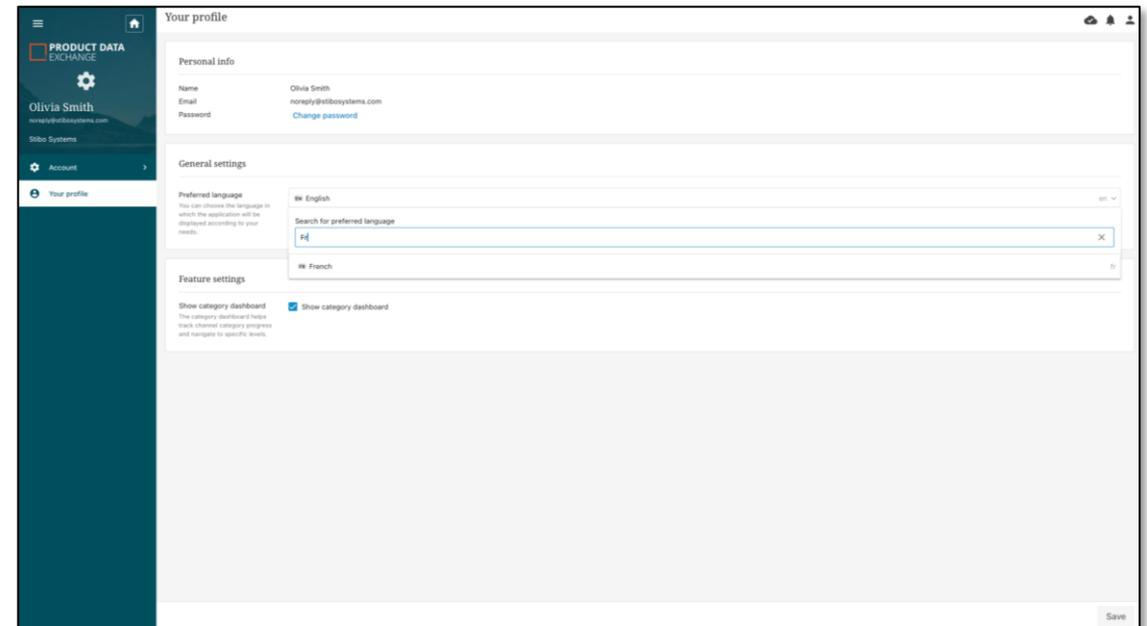 Your profile
PRODUCT DATA
EXCHANGE
Olivia Smith
noreply@stibosystems.com
Stibo Systems
Account
Your profile
Personal info
Name Olivia Smith
Email noreply@stibosystems.com
Password Change password
General settings
Preferred language
You can choose the language in
which the application will be
displayed according to your
needs.
English en
Search for preferred language
Fr
French fr
Feature settings
Show category dashboard
The category dashboard helps
track channel category progress
and navigate to specific levels.
Show category dashboard
Save